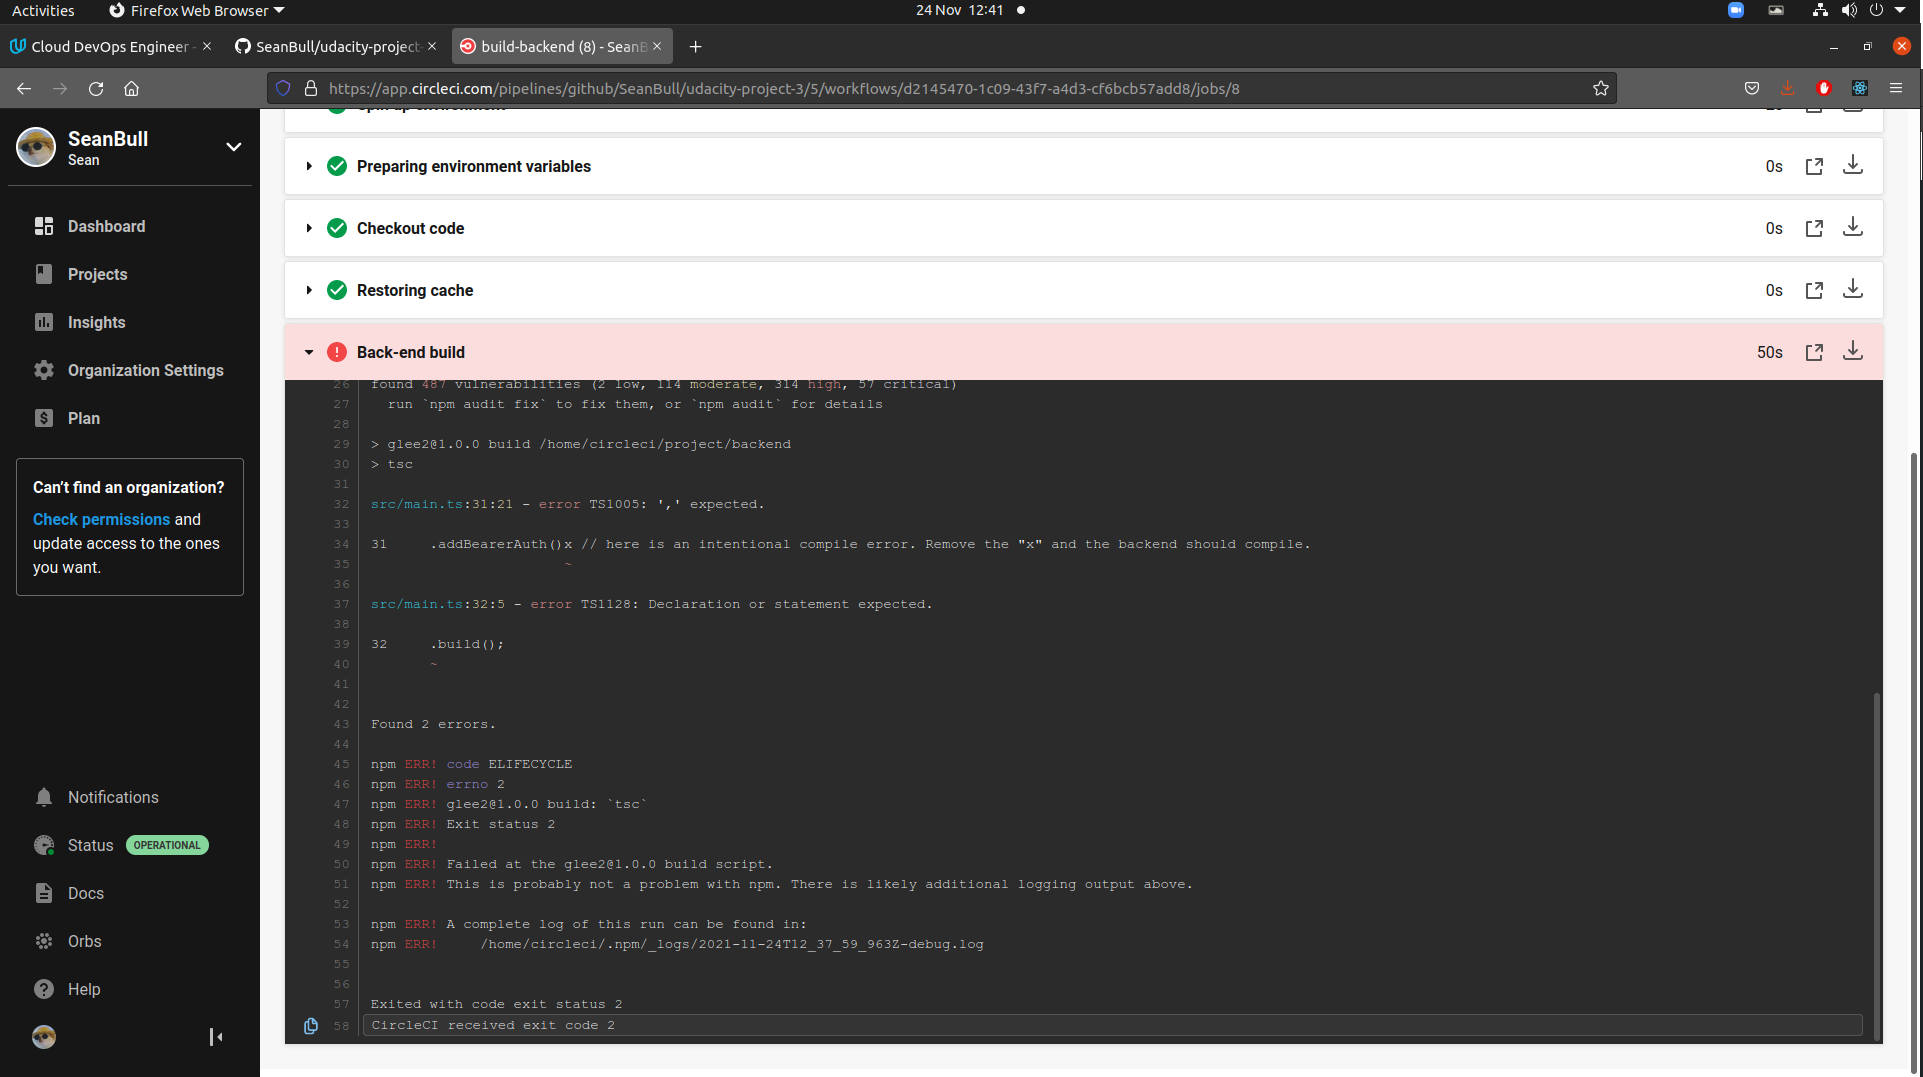 Activities
Firefox Web Browser
24 Nov 12:41
Cloud DevOps Engineer -
SeanBull/udacity-project-
build-backend (8) - SeanB
https://app.circleci.com/pipelines/github/SeanBull/udacity-project-3/5/workflows/d2145470-1c09-43f7-a4d3-cf6bcb57add8/jobs/8
SeanBull
Sean
Dashboard
Projects
Insights
Organization Settings
Plan
Can't find an organization?
Check permissions and
update access to the ones
you want.
Notifications
Status OPERATIONAL
Docs
Orbs
Help
Spin up environment
Preparing environment variables 0s
Checkout code 0s
Restoring cache 0s
Back-end build 50s
26 found 487 vulnerabilities (2 low, 114 moderate, 314 high, 57 critical)
27 run `npm audit fix` to fix them, or `npm audit` for details
28
29 > glee2@1.0.0 build /home/circleci/project/backend
30 > tsc
31
32 src/main.ts:31:21 - error TS1005: ',' expected.
33
34 31 .addBearerAuth()x // here is an intentional compile error. Remove the "x" and the backend should compile.
35 ~
36
37 src/main.ts:32:5 - error TS1128: Declaration or statement expected.
38
39 32 .build();
40 ~
41
42
43 Found 2 errors.
44
45 npm ERR! code ELIFECYCLE
46 npm ERR! errno 2
47 npm ERR! glee2@1.0.0 build: `tsc`
48 npm ERR! Exit status 2
49 npm ERR!
50 npm ERR! Failed at the glee2@1.0.0 build script.
51 npm ERR! This is probably not a problem with npm. There is likely additional logging output above.
52
53 npm ERR! A complete log of this run can be found in:
54 npm ERR! /home/circleci/.npm/_logs/2021-11-24T12_37_59_963Z-debug.log
55
56
57 Exited with code exit status 2
58 CircleCI received exit code 2